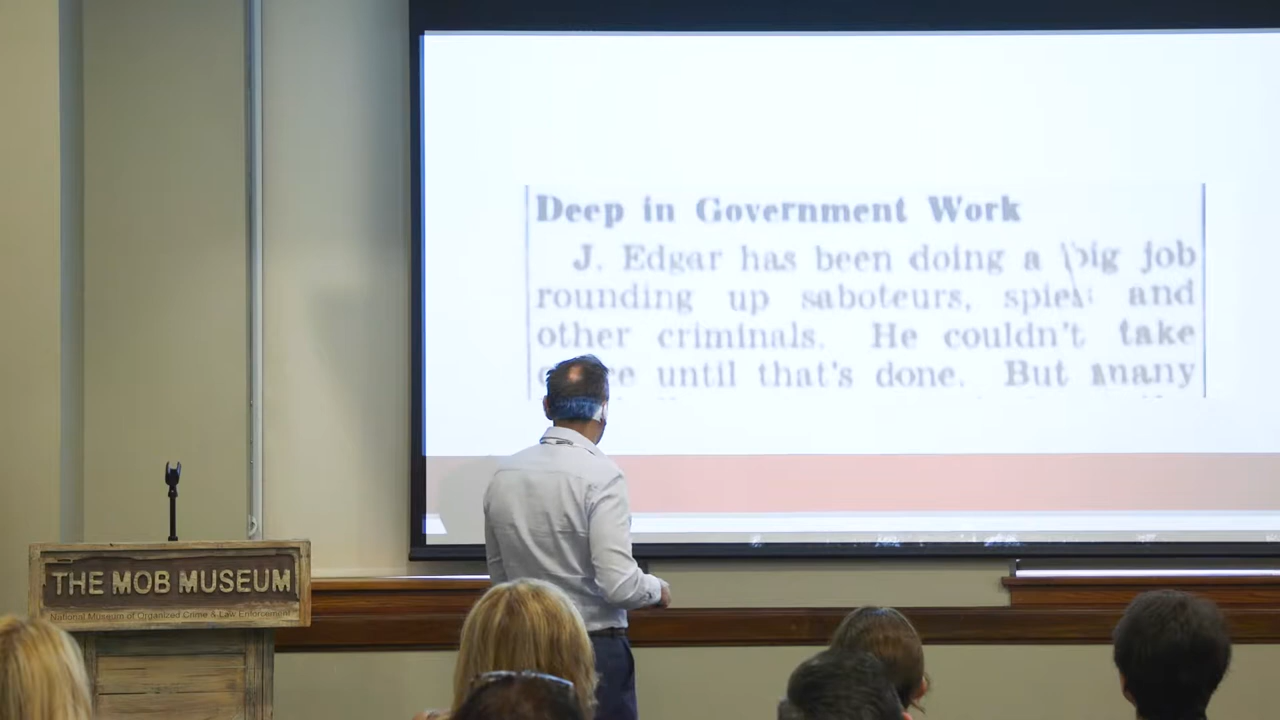 Deep in Government Work
J. Edgar has been doing a big job
rounding up saboteurs, spies and
other criminals. He couldn't take
until that's done. But many
THE MOB MUSEUM
National Museum of Organized Crime & Law Enforcement